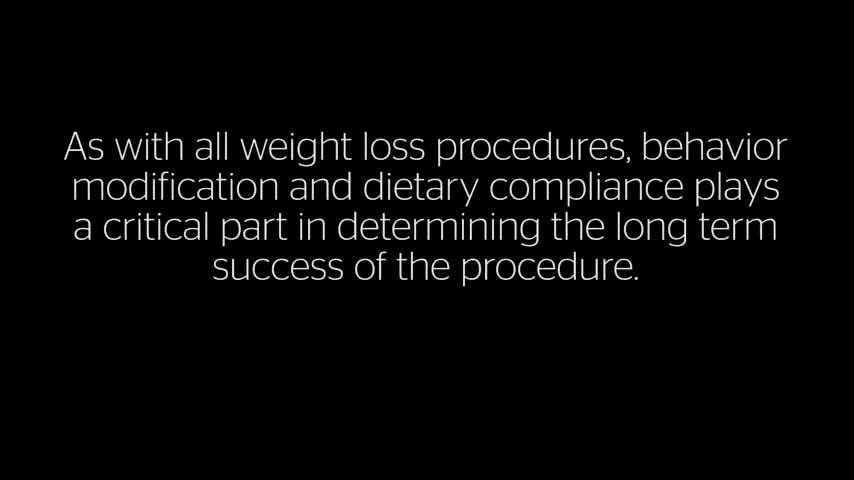 As with all weight loss procedures, behavior
modification and dietary compliance plays
a critical part in determining the long term
success of the procedure.